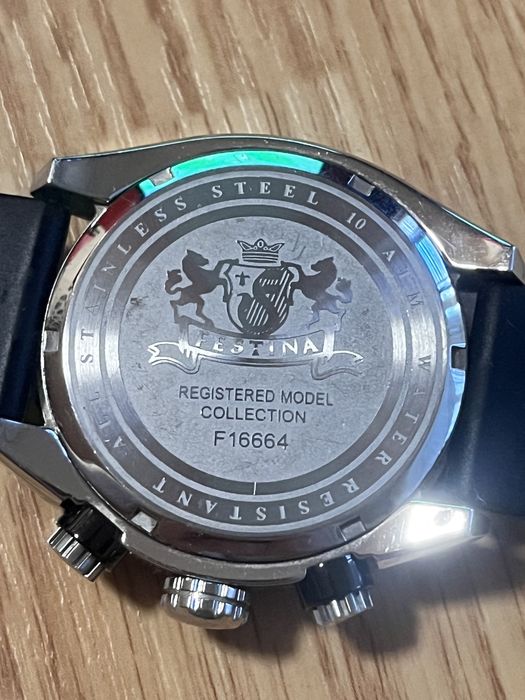 ALL STAINLESS STEEL 10 ATM WATER RESISTANT
FESTINA
REGISTERED MODEL
COLLECTION
F16664